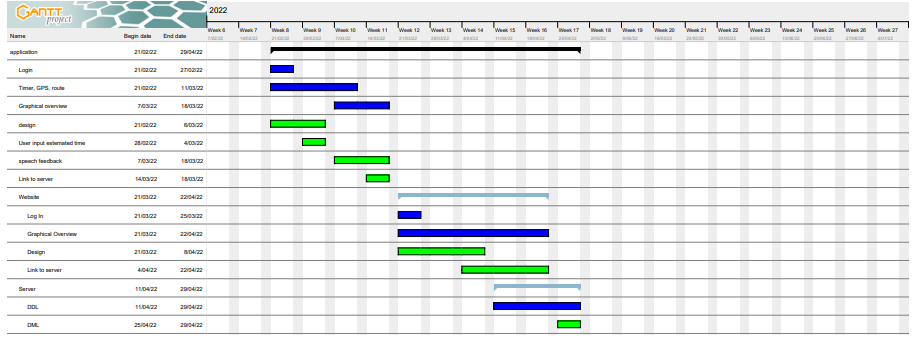 GANTT project
2022
Name Begin date End date
Week 6 Week 7 Week 8 Week 9 Week 10 Week 11 Week 12 Week 13 Week 14 Week 15 Week 16 Week 17 Week 18 Week 19 Week 20 Week 21 Week 22 Week 23 Week 24 Week 25 Week 26 Week 27
application 21/02/22 29/04/22
Login 21/02/22 27/02/22
Timer, GPS, route 21/02/22 11/03/22
Graphical overview 7/03/22 18/03/22
design 21/02/22 6/03/22
User input estemated time 28/02/22 4/03/22
speech feedback 7/03/22 18/03/22
Link to server 14/03/22 18/03/22
Website 21/03/22 22/04/22
Log In 21/03/22 25/03/22
Graphical Overview 21/03/22 22/04/22
Design 21/03/22 8/04/22
Link to server 4/04/22 22/04/22
Server 11/04/22 29/04/22
DDL 11/04/22 29/04/22
DML 25/04/22 29/04/22